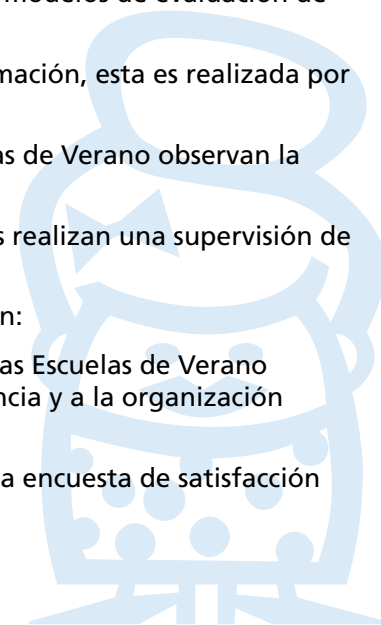 modelos de evaluación de
mación, esta es realizada por
as de Verano observan la
s realizan una supervisión de
n:
as Escuelas de Verano
ncia y a la organización
a encuesta de satisfacción